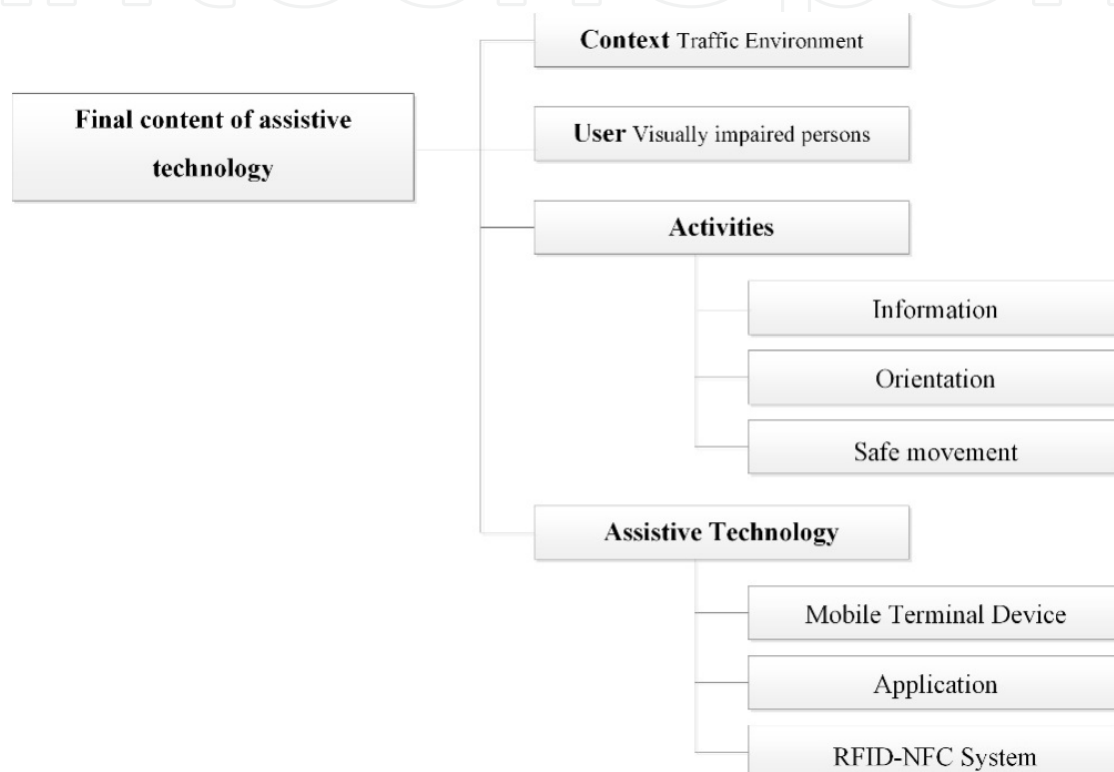 Context Traffic Environment
Final content of assistive
technology
User Visually impaired persons
Activities
Information
Orientation
Safe movement
Assistive Technology
Mobile Terminal Device
Application
RFID-NFC System